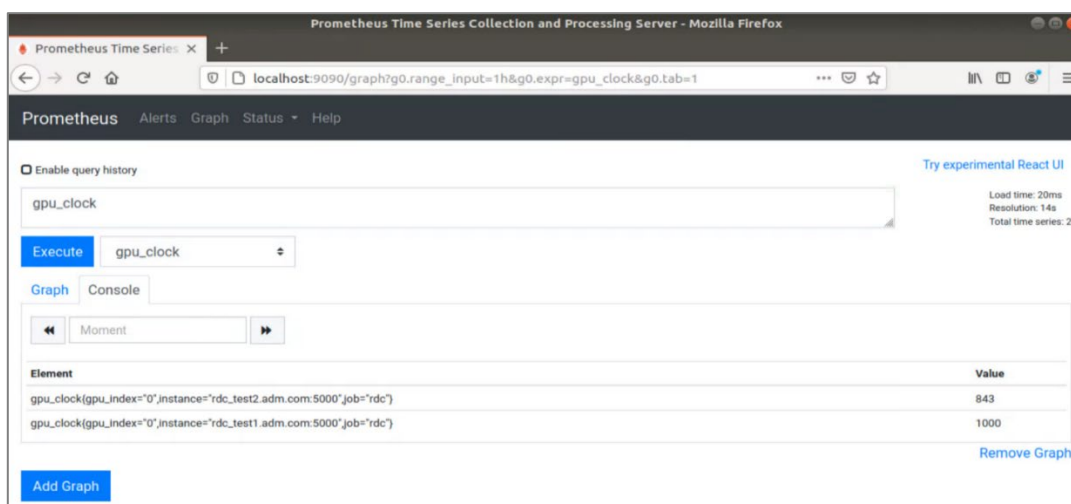 Prometheus Time Series Collection and Processing Server - Mozilla Firefox
Prometheus Time Series
localhost:9090/graph?g0.range_input=1h&g0.expr=gpu_clock&g0.tab=1
Prometheus Alerts Graph Status Help
Enable query history
Try experimental React UI
gpu_clock
Load time: 20ms
Resolution: 14s
Total time series: 2
Execute gpu_clock
Graph Console
Moment
Element Value
gpu_clock{gpu_index="0",instance="rdc_test2.adm.com:5000",job="rdc"} 843
gpu_clock{gpu_index="0",instance="rdc_test1.adm.com:5000",job="rdc"} 1000
Remove Graph
Add Graph